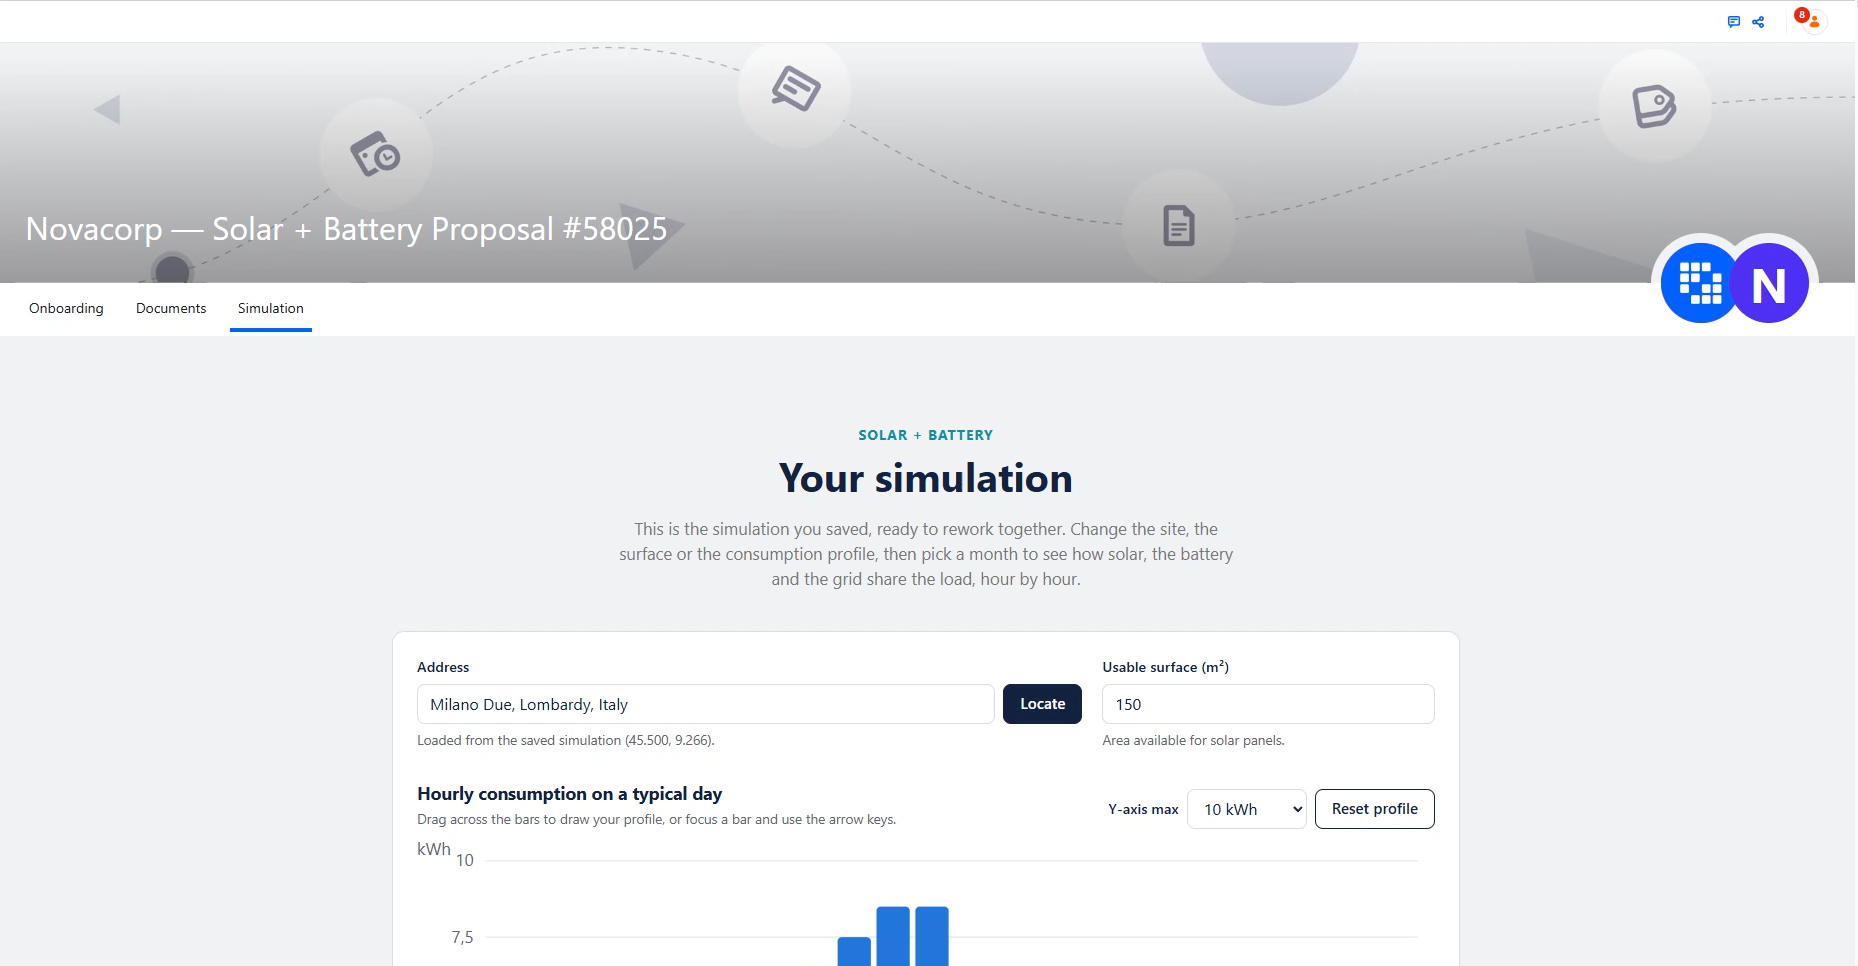 8
Novacorp — Solar + Battery Proposal #58025
N
Onboarding
Documents
Simulation
SOLAR + BATTERY
Your simulation
This is the simulation you saved, ready to rework together. Change the site, the
surface or the consumption profile, then pick a month to see how solar, the battery
and the grid share the load, hour by hour.
Address
Usable surface (m²)
Milano Due, Lombardy, Italy
Locate
150
Loaded from the saved simulation (45.500, 9.266).
Area available for solar panels.
Hourly consumption on a typical day
Drag across the bars to draw your profile, or focus a bar and use the arrow keys.
Y-axis max
10 kWh
Reset profile
kWh
10
7,5